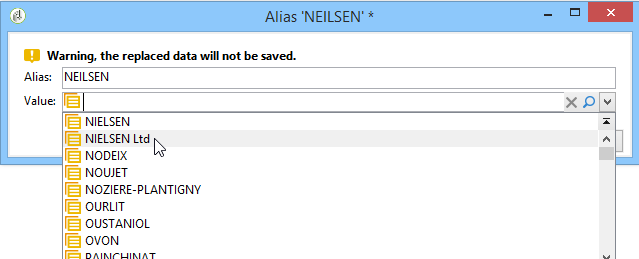 Alias 'NEILSEN' *
Warning, the replaced data will not be saved.
Alias: NEILSEN
Value:
NIELSEN
NIELSEN Ltd
NODEIX
NOUJET
NOZIERE-PLANTIGNY
OURLIT
OUSTANIOL
OVON
PAINCHINAT